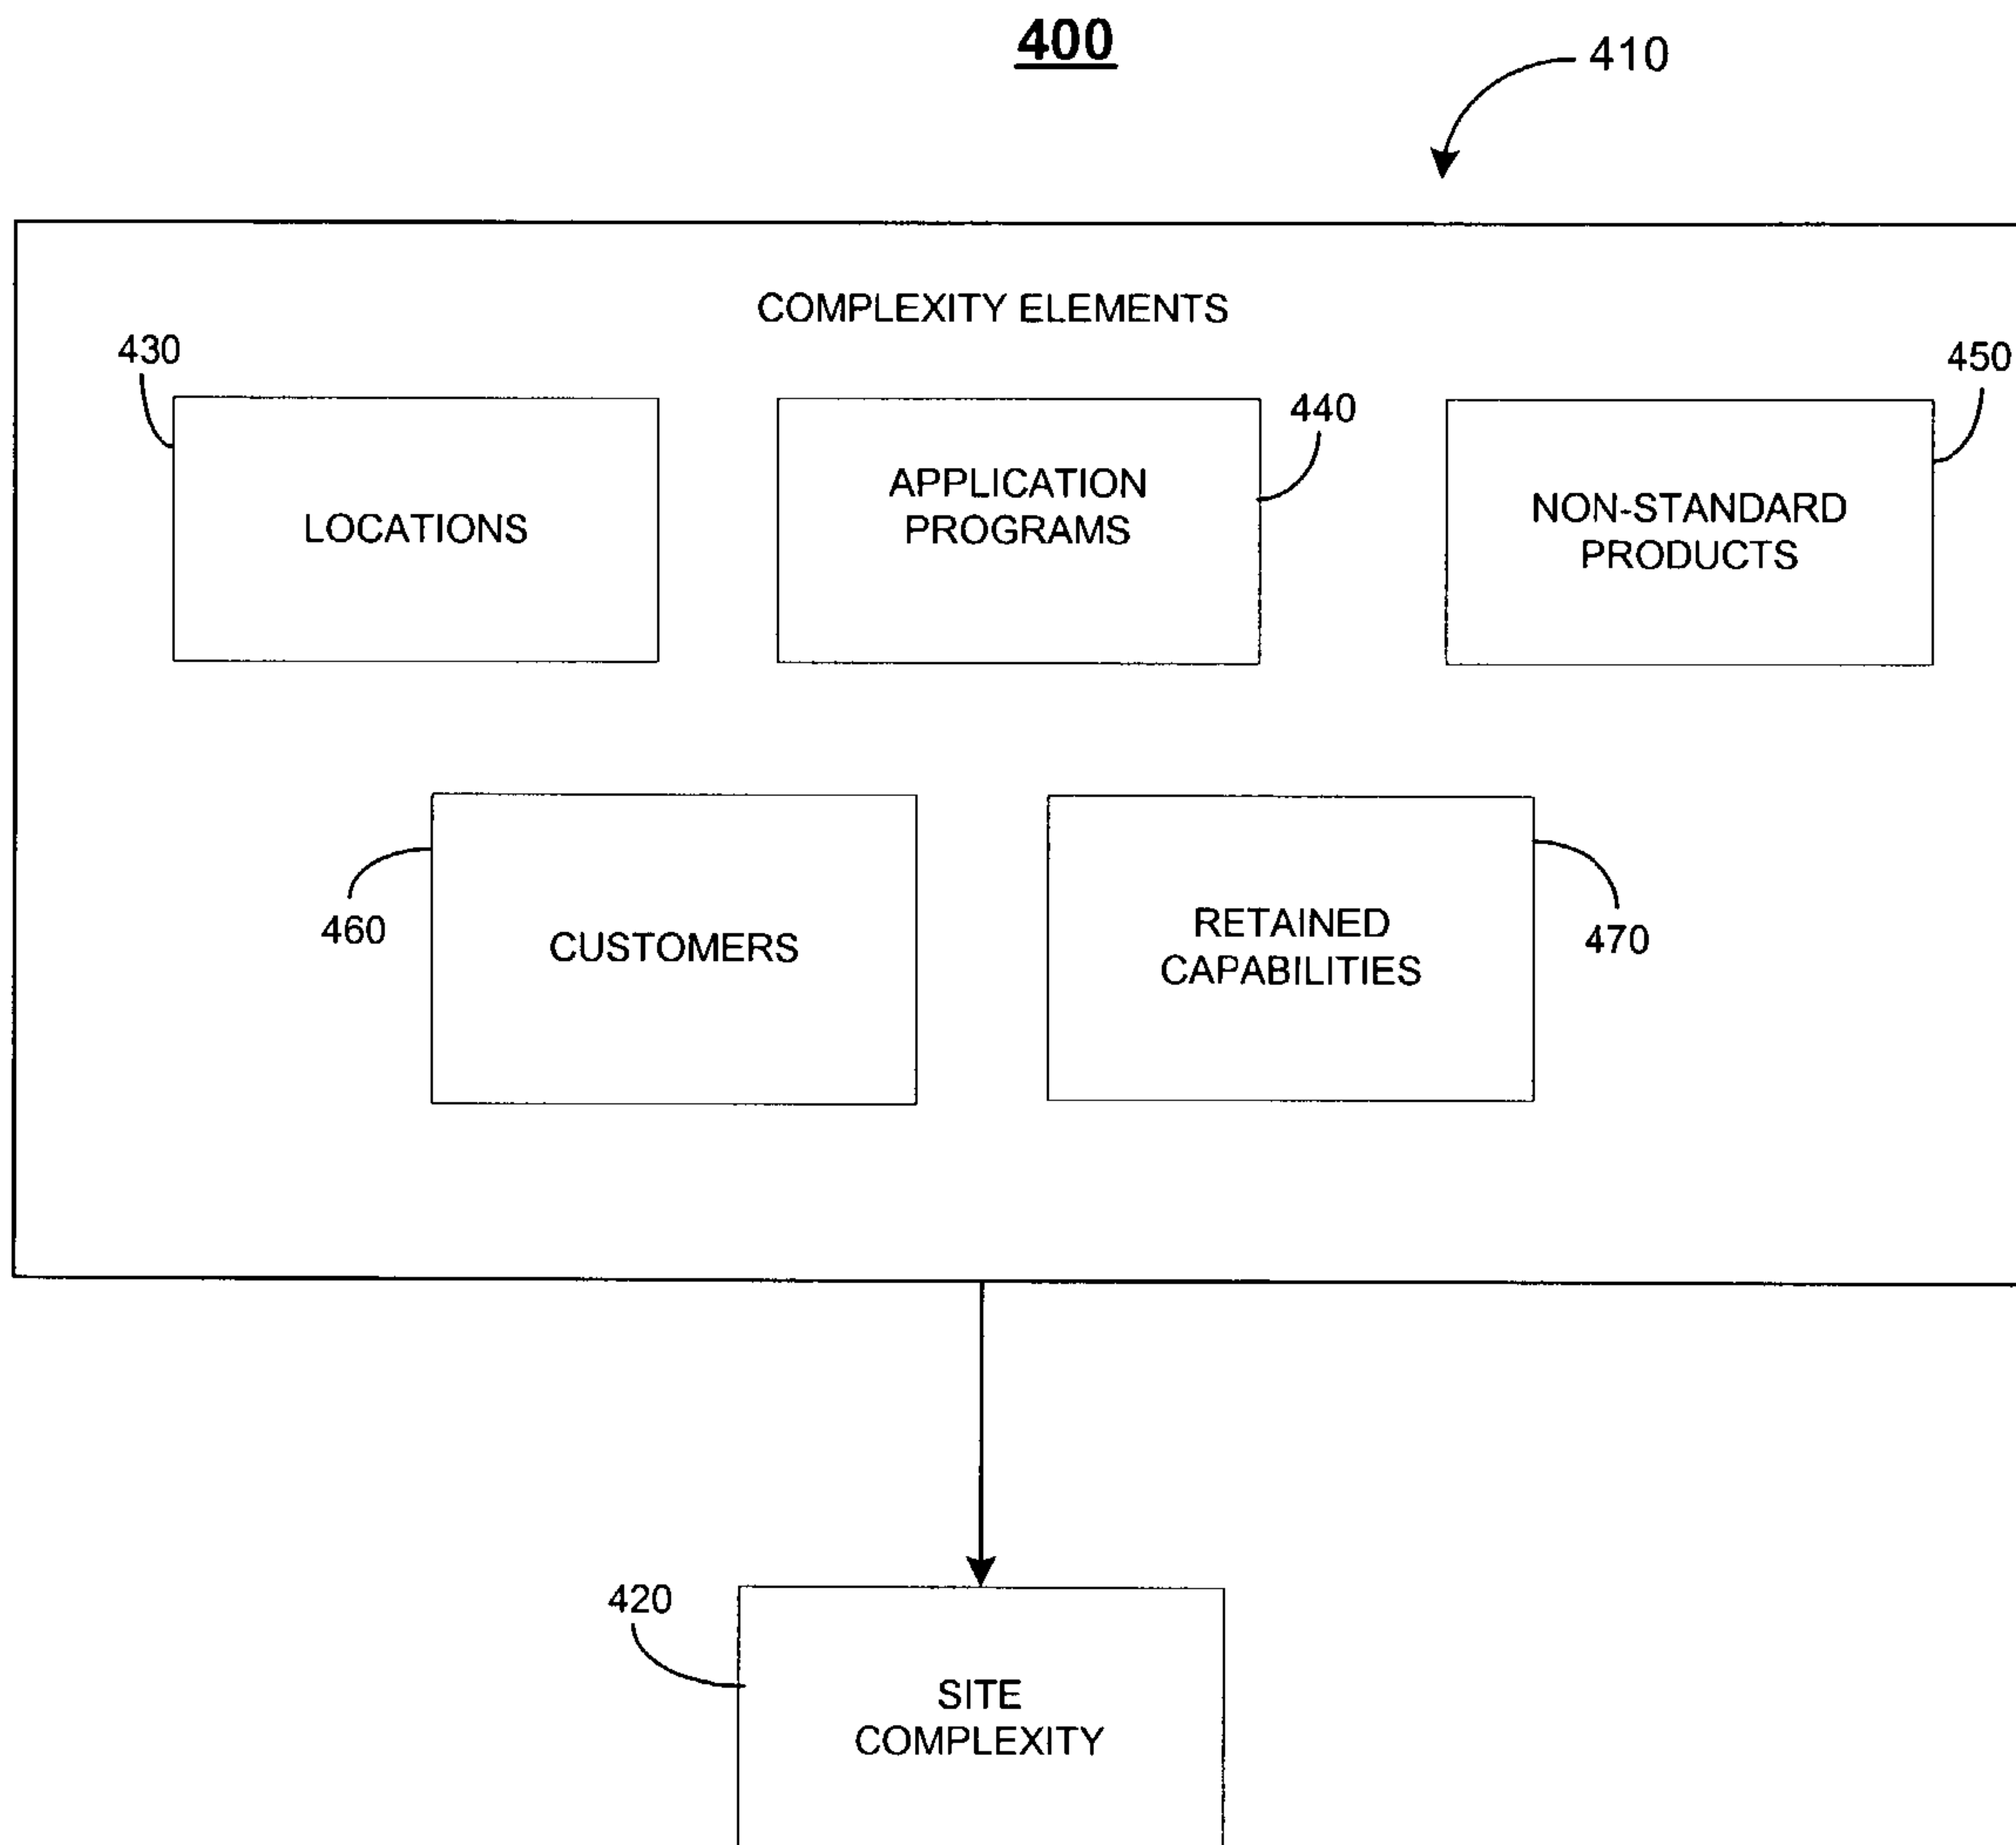 400
410
COMPLEXITY ELEMENTS
430
450
440
LOCATIONS
APPLICATION
PROGRAMS
NON-STANDARD
PRODUCTS
460
CUSTOMERS
RETAINED
CAPABILITIES
470
420
SITE
COMPLEXITY